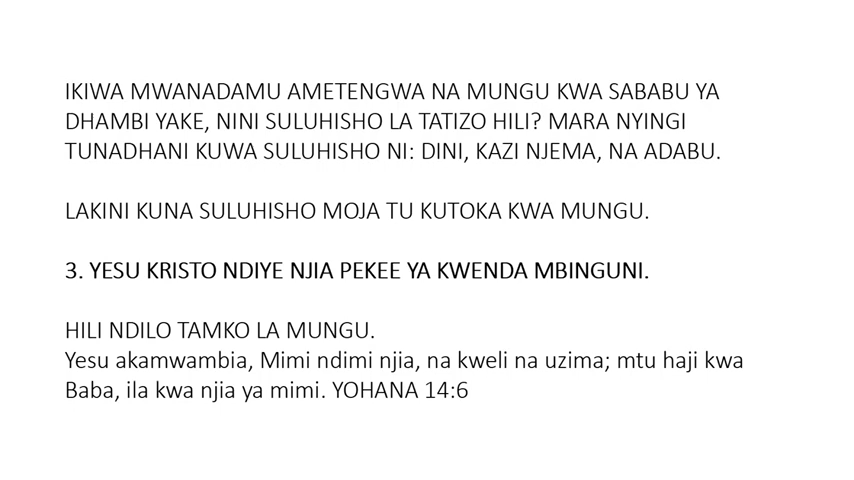 IKIWA MWANADAMU AMETENGWA NA MUNGU KWA SABABU YA
DHAMBI YAKE, NINI SULUHISHO LA TATIZO HILI? MARA NYINGI
TUNADHANI KUWA SULUHISHO NI: DINI, KAZI NJEMA, NA ADABU.
LAKINI KUNA SULUHISHO MOJA TU KUTOKA KWA MUNGU.
3. YESU KRISTO NDIYE NJIA PEKEE YA KWENDA MBINGUNI.
HILI NDILO TAMKO LA MUNGU.
Yesu akamwambia, Mimi ndimi njia, na kweli na uzima; mtu haji kwa
Baba, ila kwa njia ya mimi. YOHANA 14:6